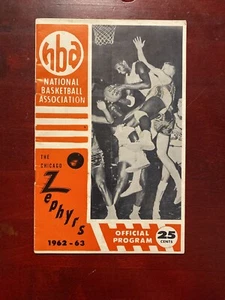 nba
NATIONAL
BASKETBALL
ASSOCIATION
THE CHICAGO
Zephyrs
1962-63
OFFICIAL
PROGRAM
25
CENTS